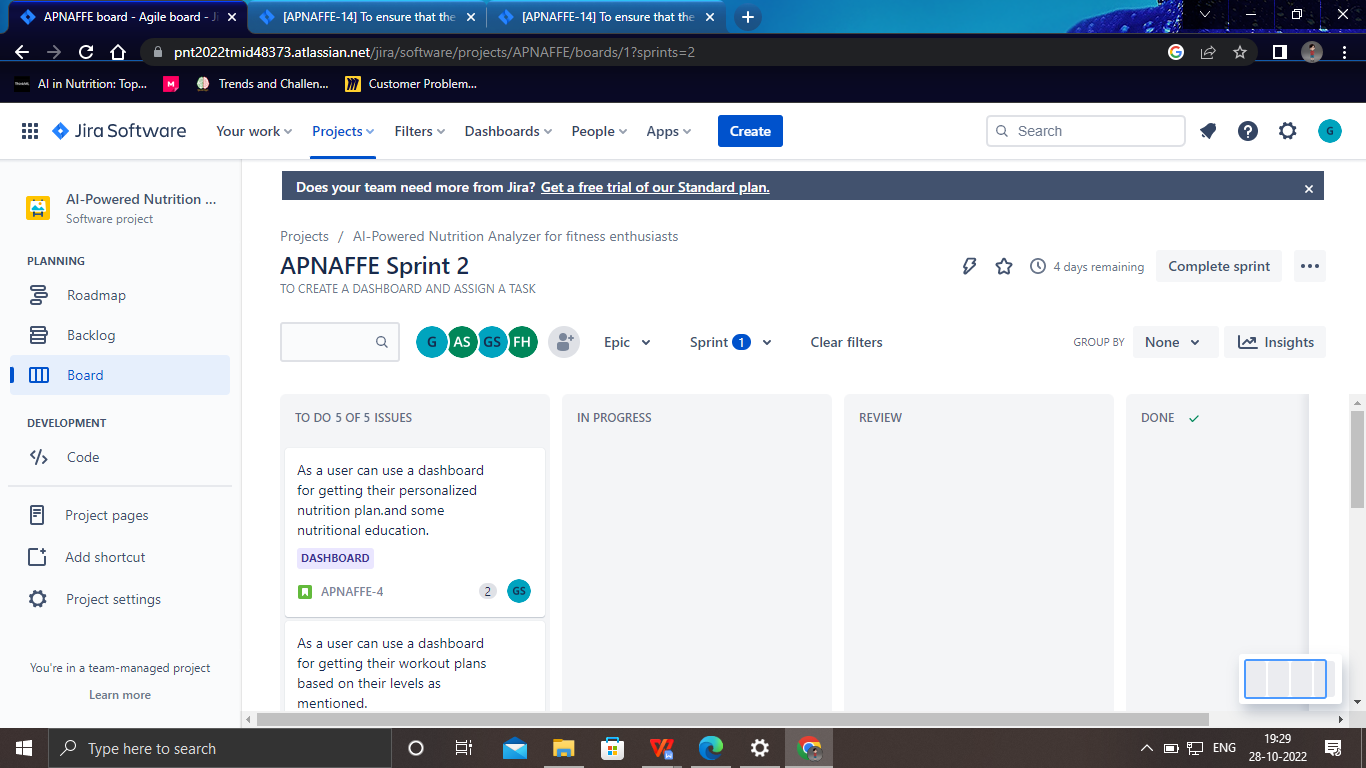 APNAFFE board - Agile board - Ji
[APNAFFE-14] To ensure that the
[APNAFFE-14] To ensure that the
pnt2022tmid48373.atlassian.net/jira/software/projects/APNAFFE/boards/1?sprints=2
AI in Nutrition: Top...
Trends and Challen...
Customer Problem...
Jira Software
Your work
Projects
Filters
Dashboards
People
Apps
Create
Search
G
Does your team need more from Jira? Get a free trial of our Standard plan.
AI-Powered Nutrition ...
Software project
PLANNING
Roadmap
Backlog
Board
DEVELOPMENT
Code
Project pages
Add shortcut
Project settings
You're in a team-managed project
Learn more
Projects / AI-Powered Nutrition Analyzer for fitness enthusiasts
APNAFFE Sprint 2
TO CREATE A DASHBOARD AND ASSIGN A TASK
4 days remaining
Complete sprint
G AS GS FH
Epic
Sprint 1
Clear filters
GROUP BY
None
Insights
TO DO 5 OF 5 ISSUES
As a user can use a dashboard
for getting their personalized
nutrition plan.and some
nutritional education.
DASHBOARD
APNAFFE-4
2
GS
As a user can use a dashboard
for getting their workout plans
based on their levels as
mentioned.
IN PROGRESS
REVIEW
DONE
Type here to search
ENG
19:29
28-10-2022